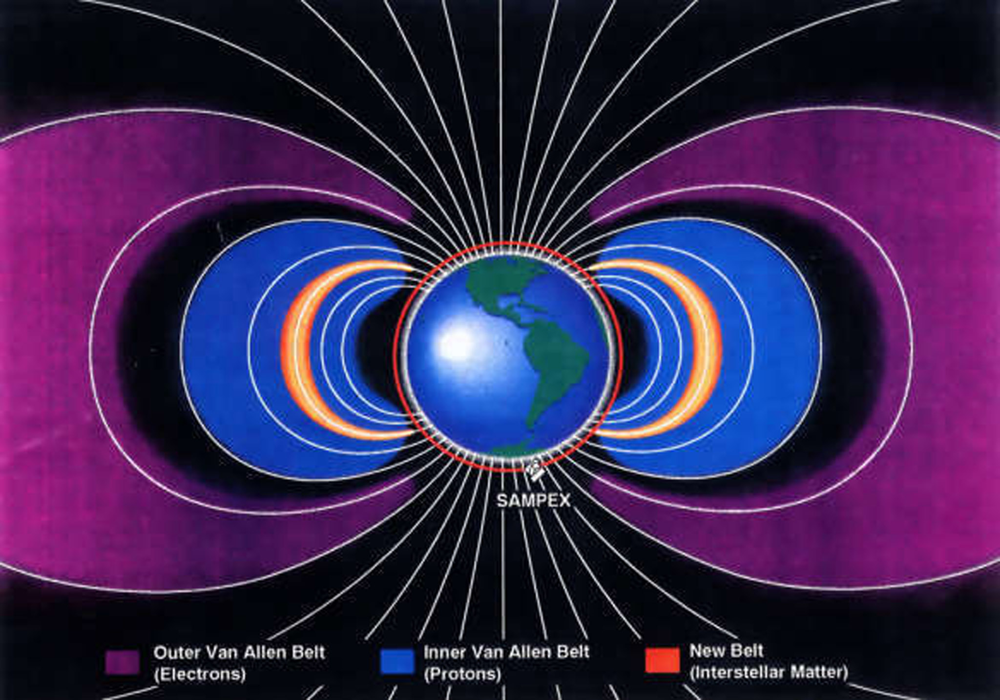 SAMPEX
Outer Van Allen Belt
(Electrons)
Inner Van Allen Belt
(Protons)
New Belt
(Interstellar Matter)